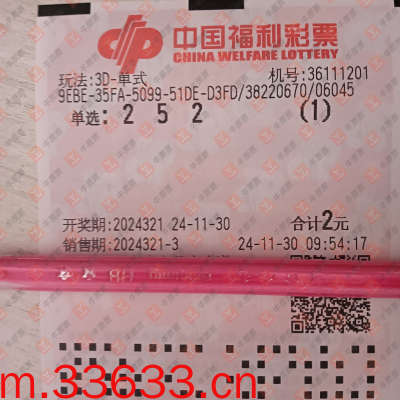 中国福利彩票
CHINA WELFARE LOTTERY
玩法:3D-单式 机号:36111201
9EBE-35FA-5099-51DE-D3FD/38220670/06045
单选: 2 5 2 (1)
开奖期:2024321 24-11-30 合计2元
销售期:2024321-3 24-11-30 09:54:17
m.33633.cn